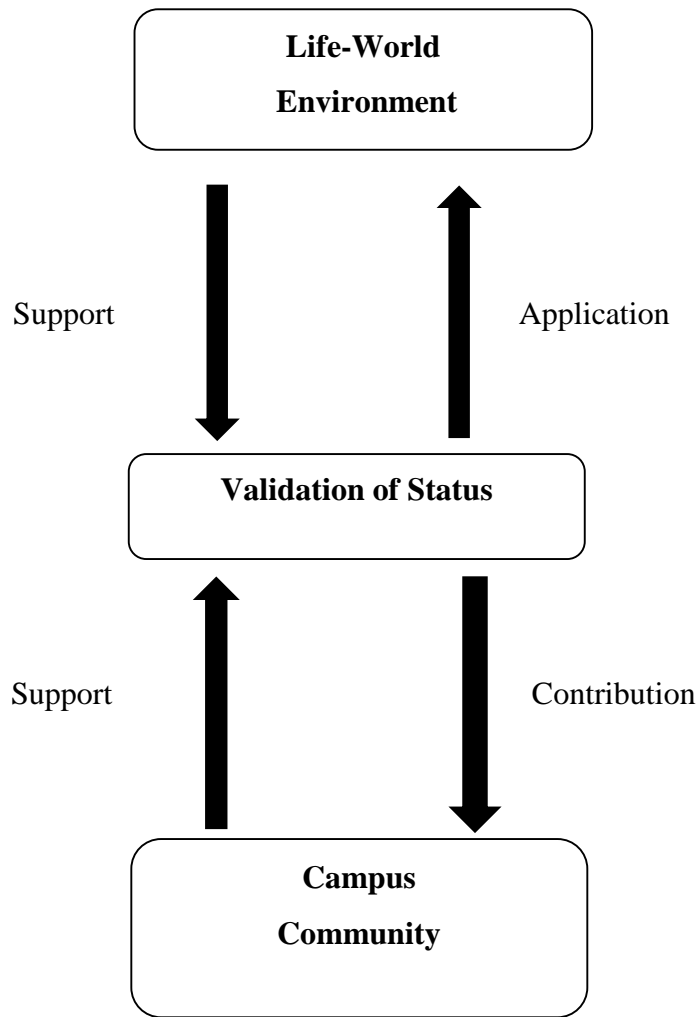 Life-World
Environment
Support
Application
Validation of Status
Support
Contribution
Campus
Community